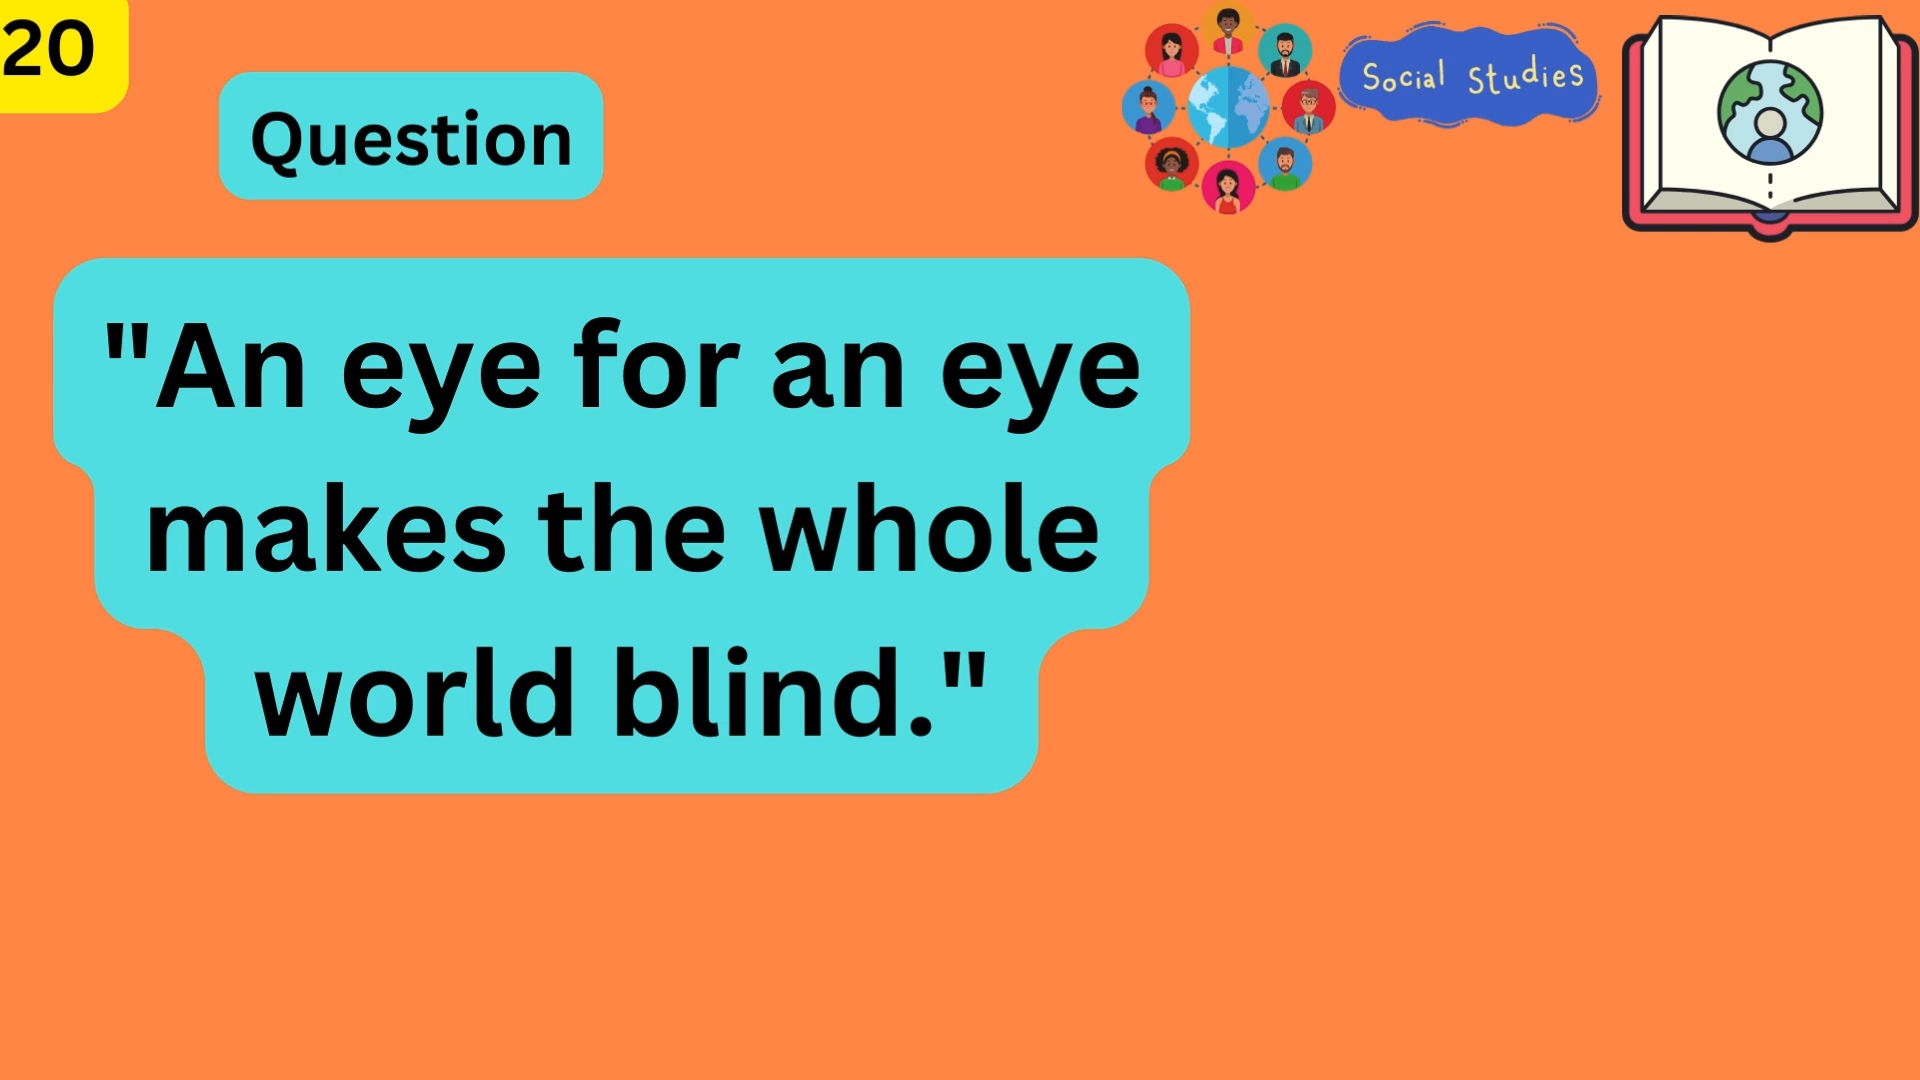 20
Question
Social Studies
"An eye for an eye
makes the whole
world blind."